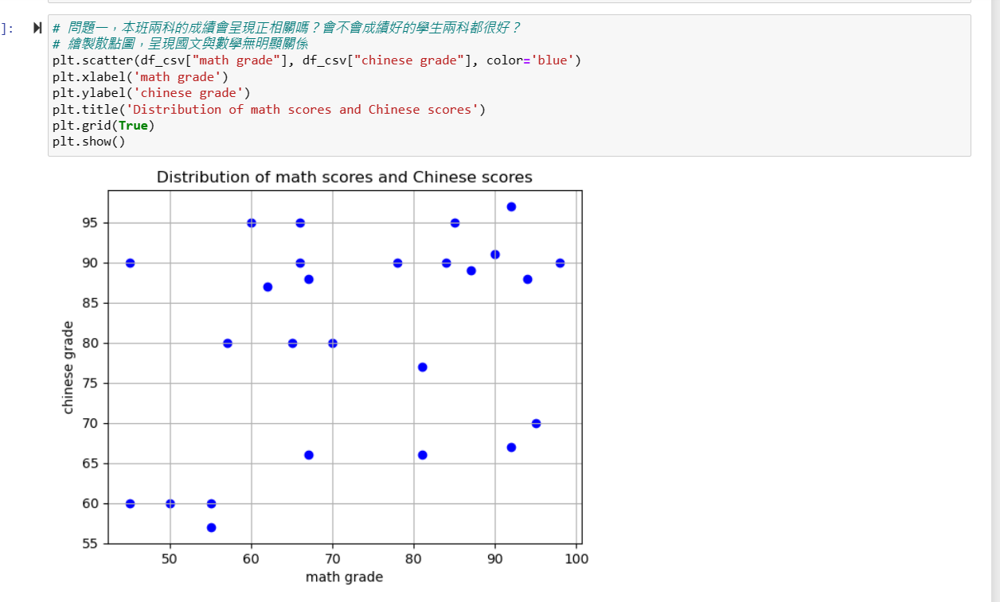 ]:
# 問題一，本班兩科的成績會呈現正相關嗎？會不會成績好的學生兩科都很好？
# 繪製散點圖，呈現國文與數學無明顯關係
plt.scatter(df_csv["math grade"], df_csv["chinese grade"], color='blue')
plt.xlabel('math grade')
plt.ylabel('chinese grade')
plt.title('Distribution of math scores and Chinese scores')
plt.grid(True)
plt.show()
Distribution of math scores and Chinese scores
95
90
85
80
75
70
65
60
55
chinese grade
50 60 70 80 90 100
math grade